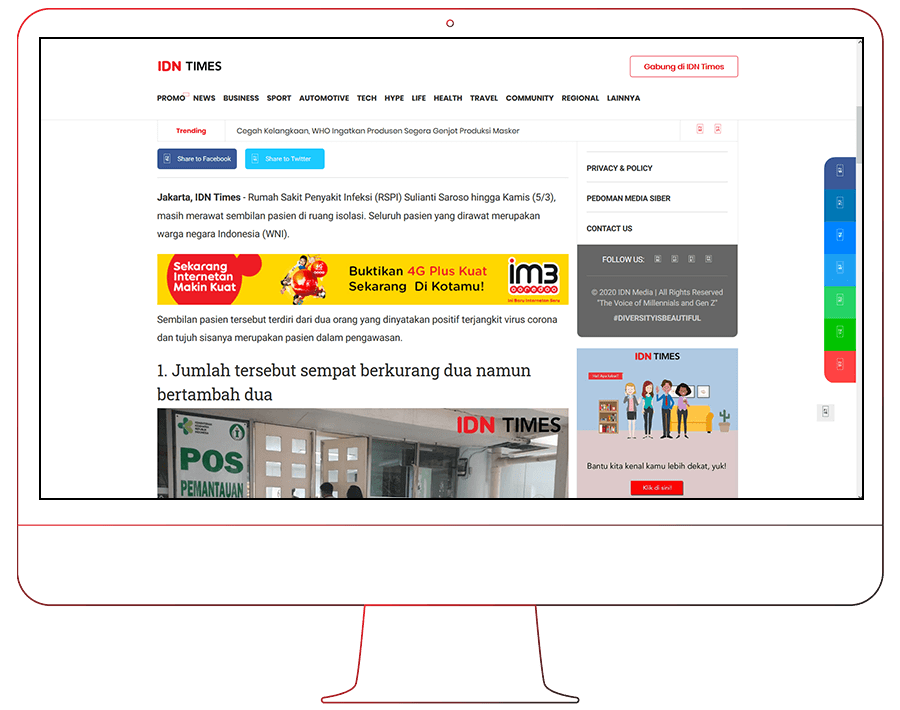 IDN TIMES
Gabung di IDN Times
PROMO NEWS BUSINESS SPORT AUTOMOTIVE TECH HYPE LIFE HEALTH TRAVEL COMMUNITY REGIONAL LAINNYA
Trending
Cegah Kelangkaan, WHO Ingatkan Produsen Segera Genjot Produksi Masker
Share to Facebook
Share to Twitter
Jakarta, IDN Times - Rumah Sakit Penyakit Infeksi (RSPI) Sulianti Saroso hingga Kamis (5/3),
masih merawat sembilan pasien di ruang isolasi. Seluruh pasien yang dirawat merupakan
warga negara Indonesia (WNI).
Sekarang
Internetan
Makin Kuat
Buktikan 4G Plus Kuat
Sekarang Di Kotamu!
im3
ooredoo
Ini Baru Internetan Seru
Sembilan pasien tersebut terdiri dari dua orang yang dinyatakan positif terjangkit virus corona
dan tujuh sisanya merupakan pasien dalam pengawasan.
1. Jumlah tersebut sempat berkurang dua namun
bertambah dua
IDN TIMES
POS
PEMANTAUAN
PRIVACY & POLICY
PEDOMAN MEDIA SIBER
CONTACT US
FOLLOW US:
© 2020 IDN Media | All Rights Reserved
"The Voice of Millennials and Gen Z"
#DIVERSITYISBEAUTIFUL
IDN TIMES
Bantu kita kenal kamu lebih dekat, yuk!
Klik di sini!